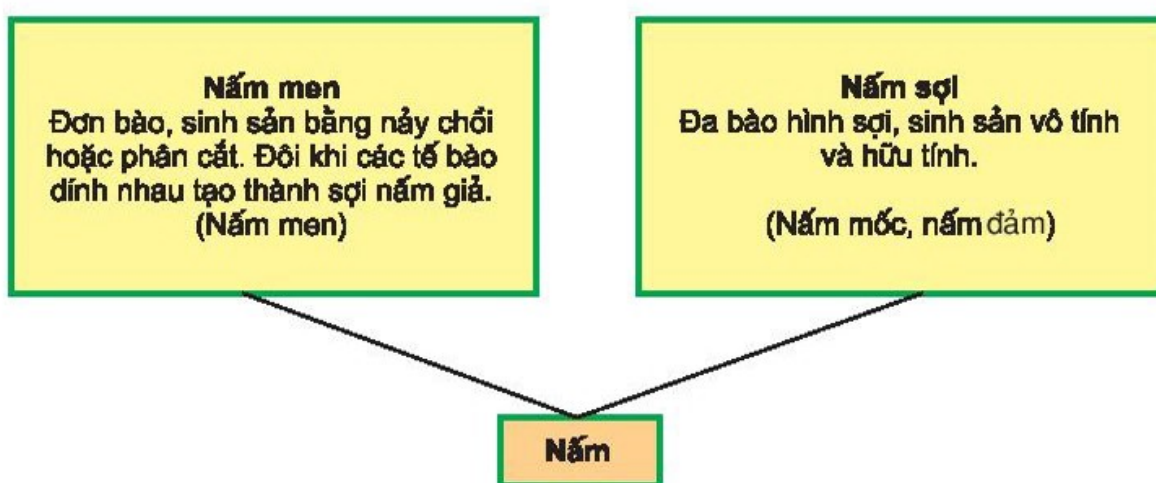 Nấm men
Đơn bào, sinh sản bằng nảy chồi
hoặc phân cắt. Đôi khi các tế bào
dính nhau tạo thành sợi nấm giả.
(Nấm men)
Nấm sợi
Đa bào hình sợi, sinh sản vô tính
và hữu tính.
(Nấm mốc, nấm đảm)
Nấm